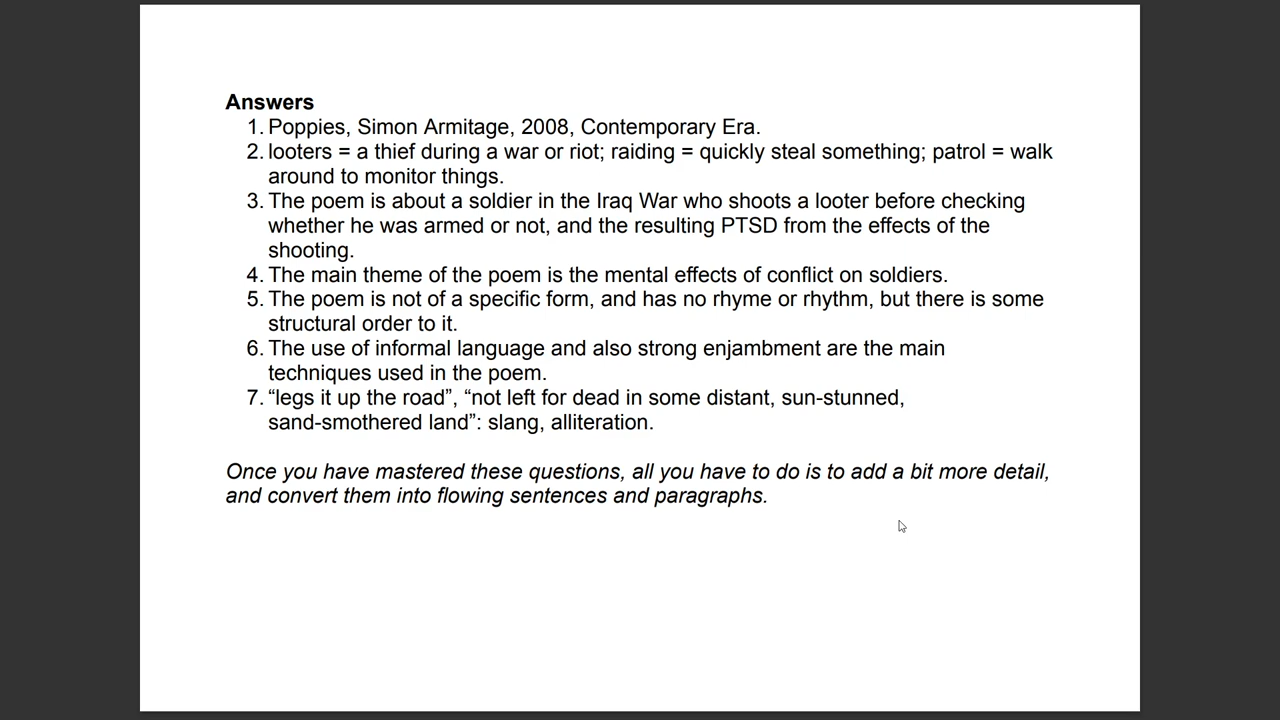 Answers
1. Poppies, Simon Armitage, 2008, Contemporary Era.
2. looters = a thief during a war or riot; raiding = quickly steal something; patrol = walk
around to monitor things.
3. The poem is about a soldier in the Iraq War who shoots a looter before checking
whether he was armed or not, and the resulting PTSD from the effects of the
shooting.
4. The main theme of the poem is the mental effects of conflict on soldiers.
5. The poem is not of a specific form, and has no rhyme or rhythm, but there is some
structural order to it.
6. The use of informal language and also strong enjambment are the main
techniques used in the poem.
7. “legs it up the road”, “not left for dead in some distant, sun-stunned,
sand-smothered land”: slang, alliteration.
Once you have mastered these questions, all you have to do is to add a bit more detail,
and convert them into flowing sentences and paragraphs.